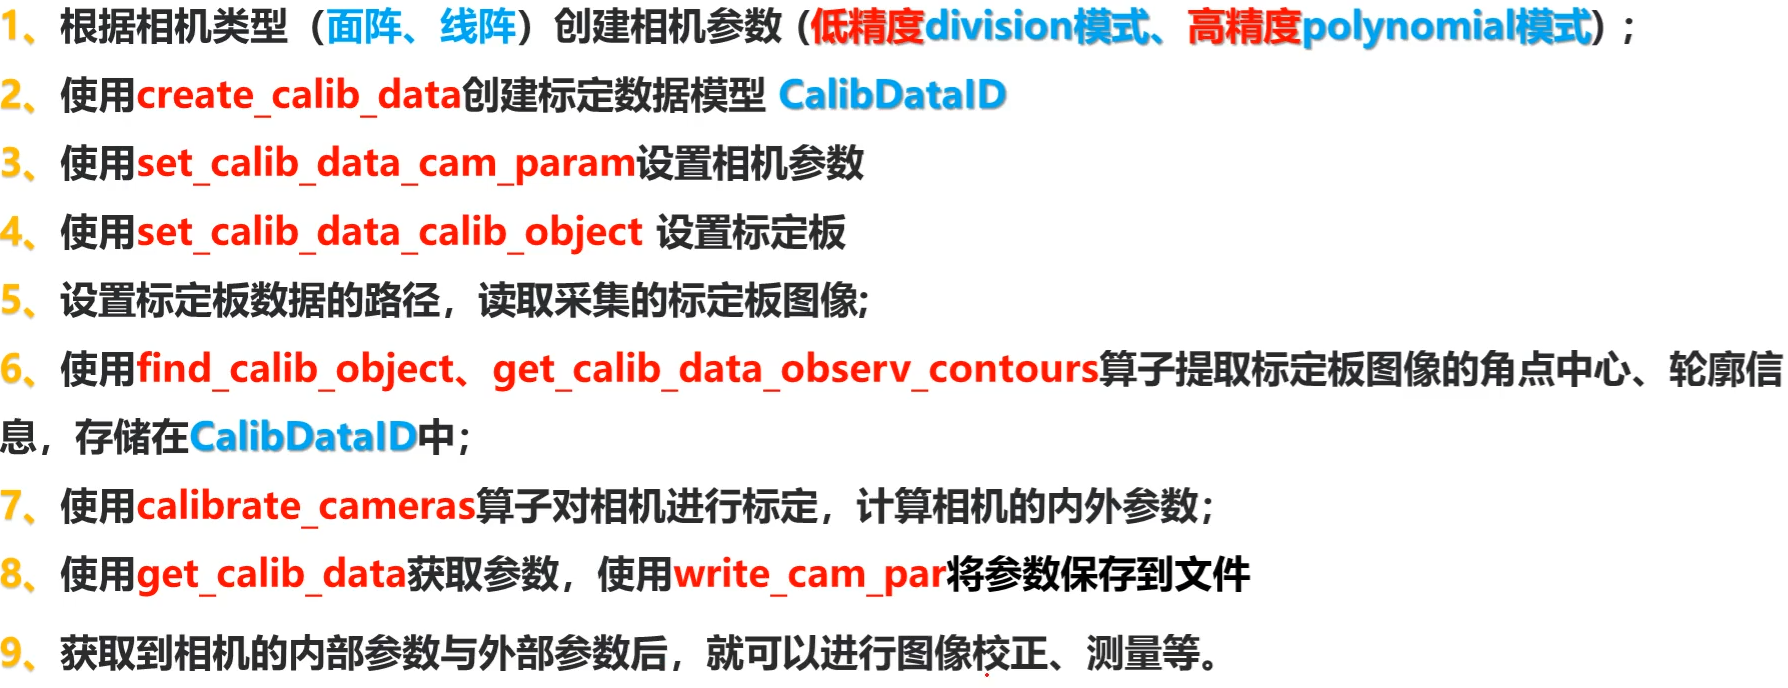 1、根据相机类型（面阵、线阵）创建相机参数 (低精度division模式、高精度polynomial模式)；
2、使用create_calib_data创建标定数据模型 CalibDataID
3、使用set_calib_data_cam_param设置相机参数
4、使用set_calib_data_calib_object 设置标定板
5、设置标定板数据的路径，读取采集的标定板图像;
6、使用find_calib_object、get_calib_data_observ_contours算子提取标定板图像的角点中心、轮廓信
息，存储在CalibDataID中；
7、使用calibrate_cameras算子对相机进行标定，计算相机的内外参数；
8、使用get_calib_data获取参数，使用write_cam_par将参数保存到文件
9、获取到相机的内部参数与外部参数后，就可以进行图像校正、测量等。